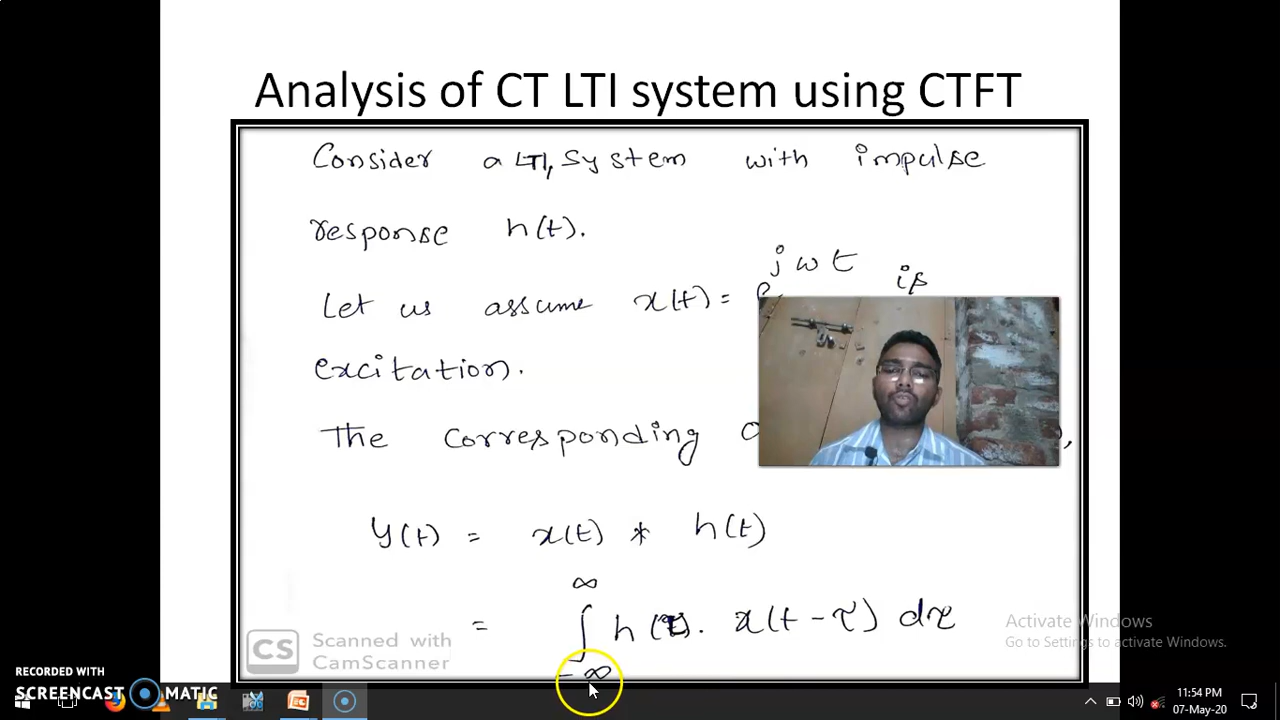 Analysis of CT LTI system using CTFT
Consider a LTI, System with impulse
response h(t).
Let us assume x(t) = e^{jωt} is
excitation.
The corresponding
y(t) = x(t) * h(t)
= ∫_{-∞}^{∞} h(τ). x(t-τ) dτ
CS Scanned with
CamScanner
Activate Windows
Go to Settings to activate Windows.
RECORDED WITH
SCREENCAST MATIC
11:54 PM
07-May-20